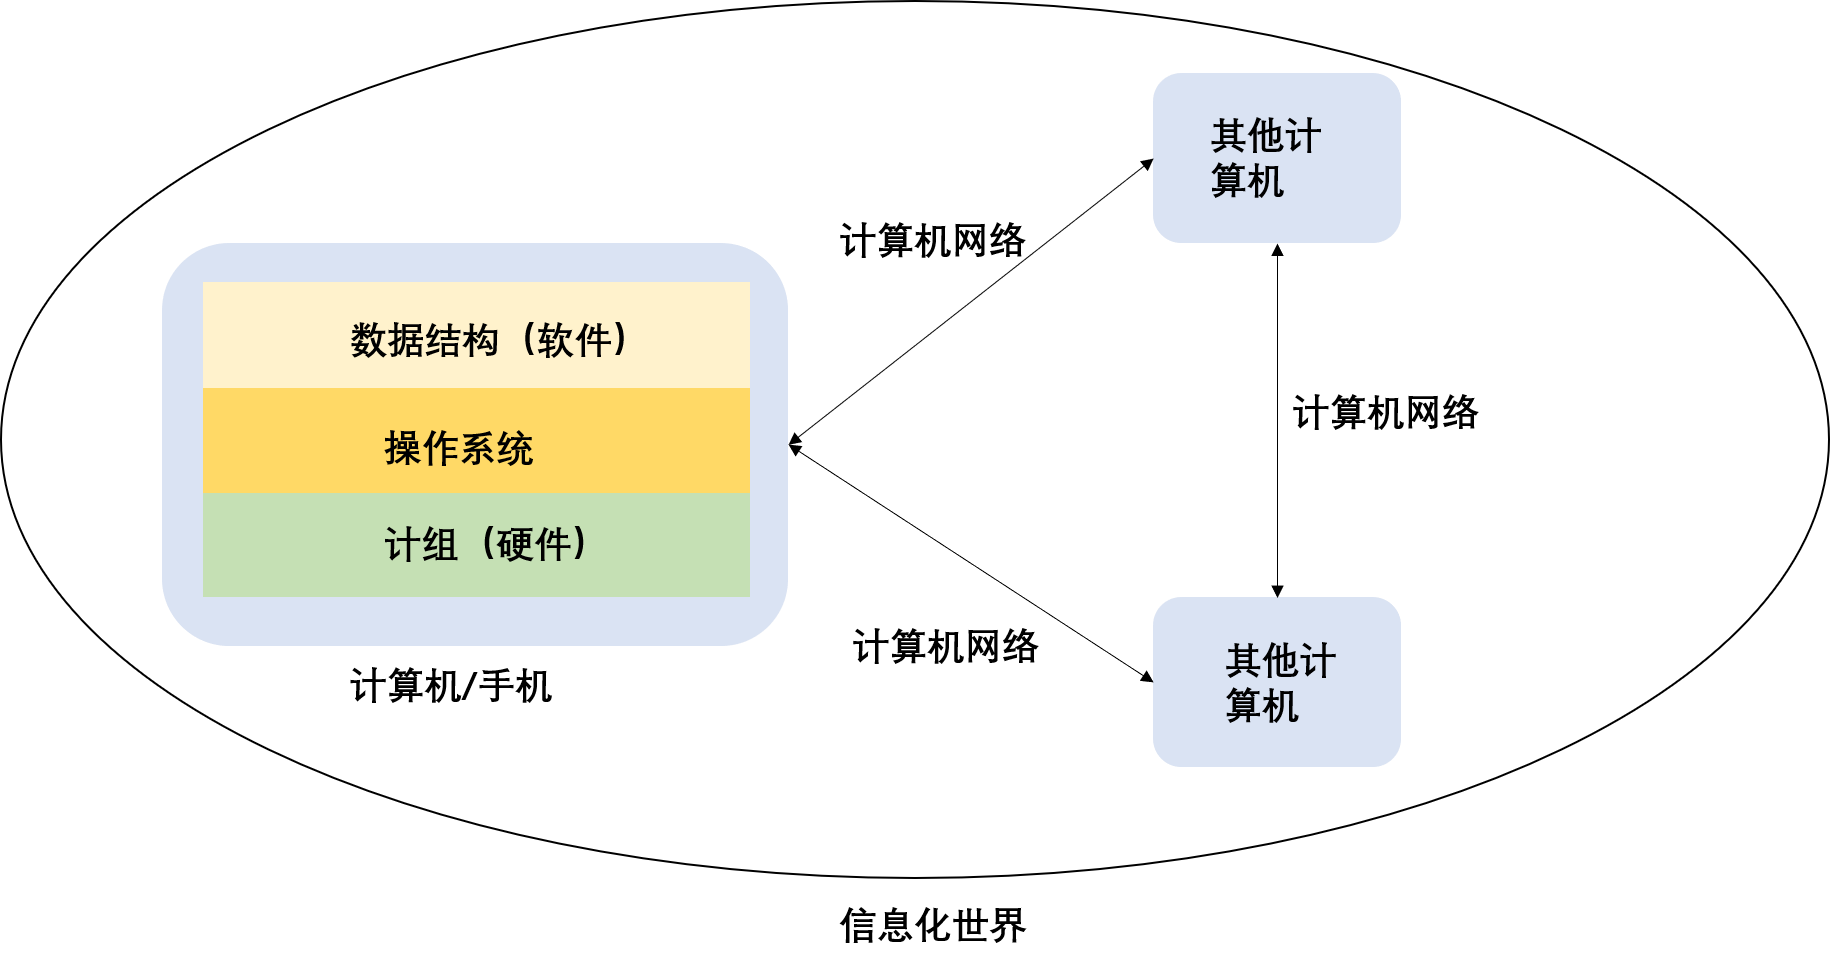 其他计
算机
计算机网络
数据结构（软件）
计算机网络
操作系统
计组（硬件）
计算机网络
其他计
算机
计算机/手机
信息化世界